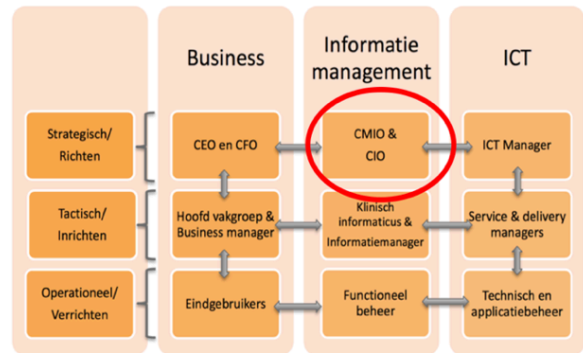 Business
Informatie
management
ICT
Strategisch/
Richten
CEO en CFO
CMIO &
CIO
ICT Manager
Tactisch/
Inrichten
Hoofd vakgroep &
Business manager
Klinisch
informaticus &
Informatiemanager
Service & delivery
managers
Operationeel/
Verrichten
Eindgebruikers
Functioneel
beheer
Technisch en
applicatiebeheer